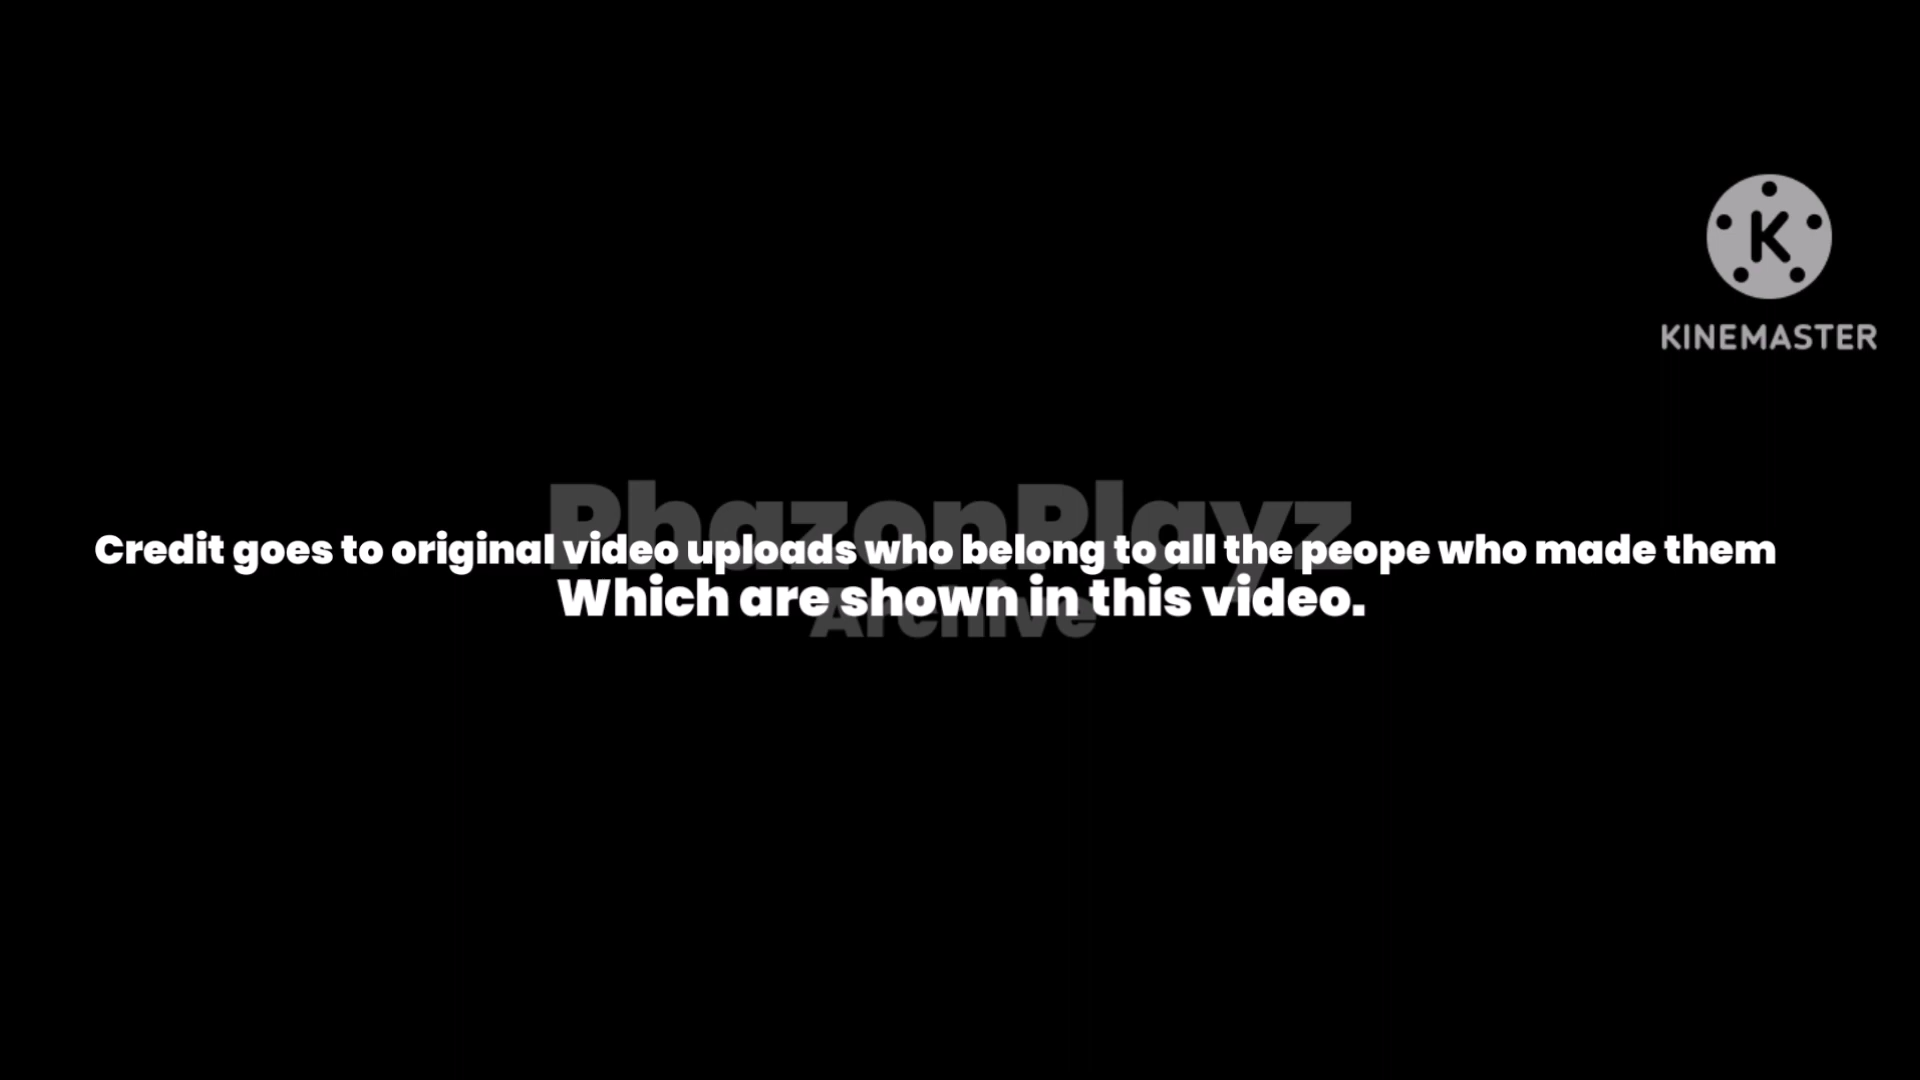 K
KINEMASTER
PhazonPlayz
Credit goes to original video uploads who belong to all the peope who made them
Which are shown in this video.
Archive